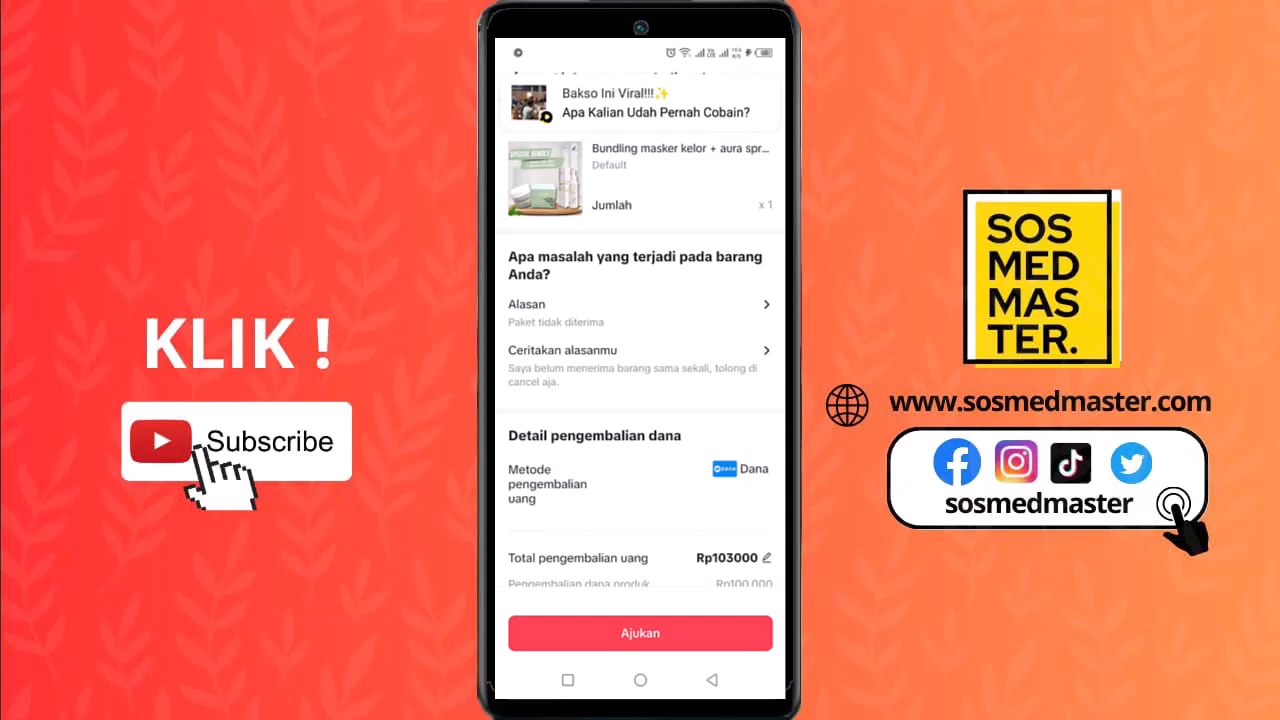 KLIK !
Subscribe
Bakso Ini Viral!!!✨
Apa Kalian Udah Pernah Cobain?
SPECIAL BUNDLE
Bundling masker kelor + aura spr...
Default
Jumlah
x 1
Apa masalah yang terjadi pada barang
Anda?
Alasan
Paket tidak diterima
Ceritakan alasanmu
Saya belum menerima barang sama sekali, tolong di
cancel aja.
Detail pengembalian dana
Metode
pengembalian
uang
Dana
Total pengembalian uang
Rp103000
Pengembalian dana produk
Rp100.000
Ajukan
SOS
MED
MAS
TER.
www.sosmedmaster.com
sosmedmaster